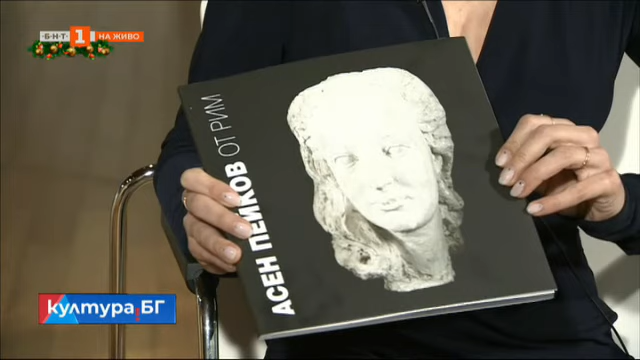 БНТ 1 НА ЖИВО
АСЕН ПЕЙКОВ ОТ РИМ
КУЛТУРА.БГ